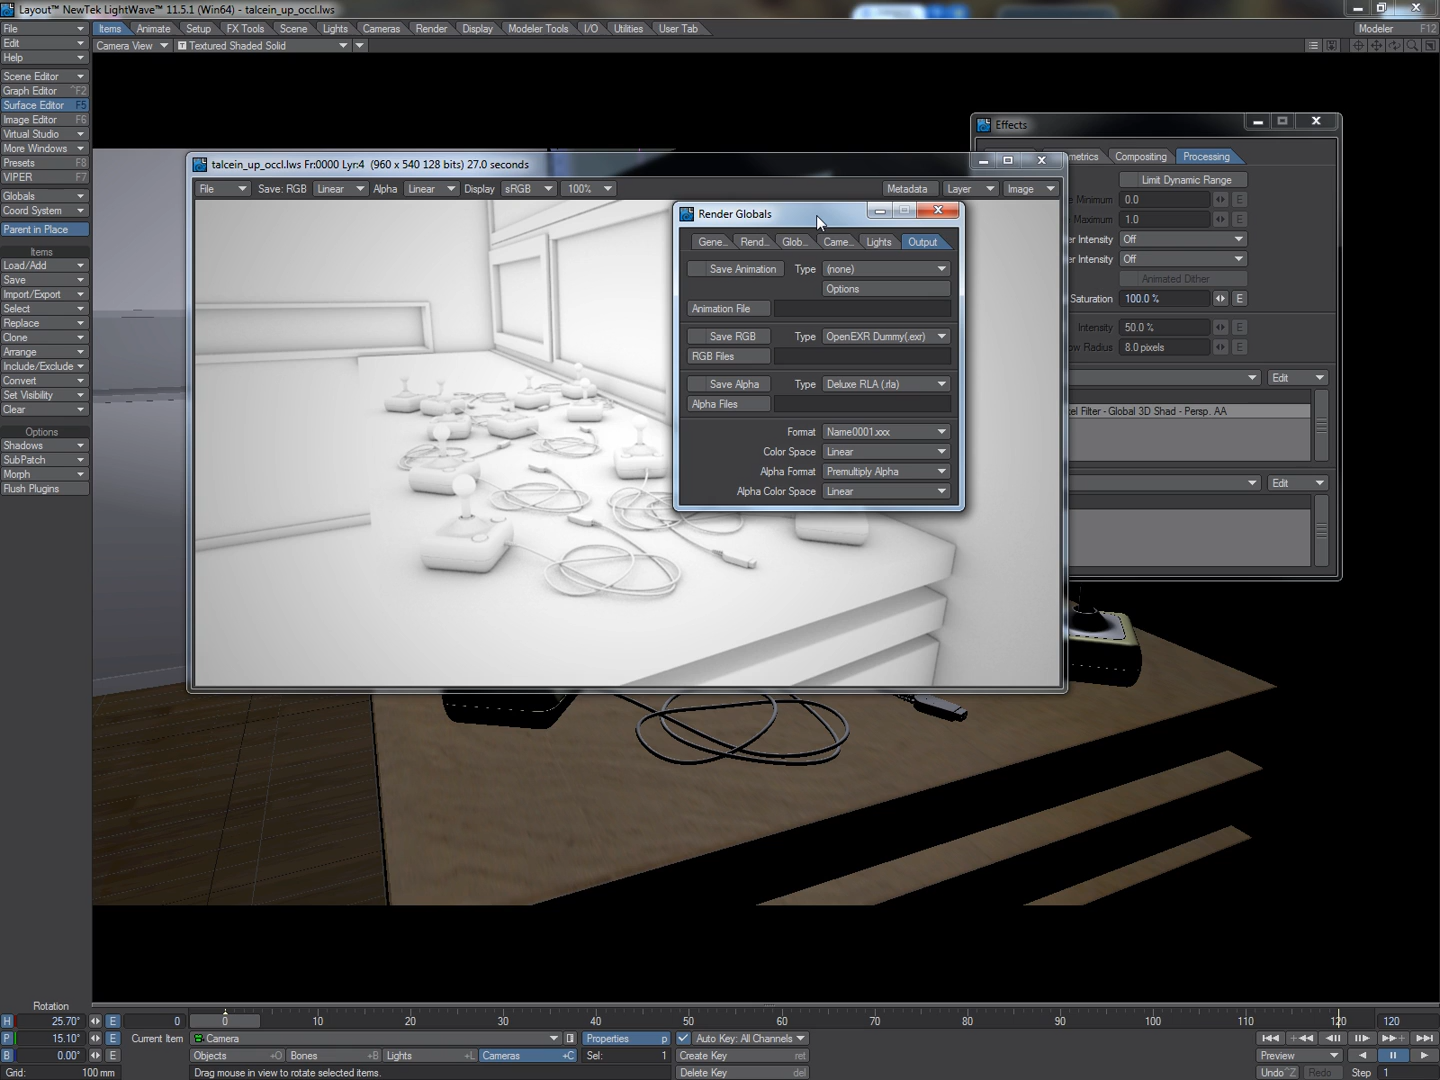 Layout™ NewTek LightWave™ 11.5.1 (Win64) - talcein_up_occl.lws
File Items Animate Setup FX Tools Scene Lights Cameras Render Display Modeler Tools I/O Utilities User Tab Modeler F12
Edit Camera View T Textured Shaded Solid
Help
Scene Editor
Graph Editor ^F2
Surface Editor F5
Image Editor F6
Virtual Studio
More Windows
Presets F8
VIPER F7
Globals
Coord System
Parent in Place
Items
Load/Add
Save
Import/Export
Select
Replace
Clone
Arrange
Include/Exclude
Convert
Set Visibility
Clear
Options
Shadows
SubPatch
Morph
Flush Plugins
talcein_up_occl.lws Fr:0000 Lyr:4 (960 x 540 128 bits) 27.0 seconds
File Save: RGB Linear Alpha Linear Display sRGB 100% Metadata Layer Image
Render Globals
Gene... Rend... Glob... Came... Lights Output
Save Animation Type (none)
Options
Animation File
Save RGB Type OpenEXR Dummy(.exr)
RGB Files
Save Alpha Type Deluxe RLA (.rla)
Alpha Files
Format Name0001.xxx
Color Space Linear
Alpha Format Premultiply Alpha
Alpha Color Space Linear
Effects
metrics Compositing Processing
Limit Dynamic Range
e Minimum 0.0
Maximum 1.0
er Intensity Off
er Intensity Off
Animated Dither
Saturation 100.0 % E
Intensity 50.0 % E
ow Radius 8.0 pixels E
Edit
xel Filter - Global 3D Shad - Persp. AA
Edit
Rotation
H 25.70° E 0 0 10 20 30 40 50 60 70 80 90 100 110 120 120
P 15.10° E Current Item Camera Properties p Auto Key: All Channels
B 0.00° E Objects +O Bones +B Lights +L Cameras +C Sel: 1 Create Key ret Preview
Grid: 100 mm Drag mouse in view to rotate selected items. Delete Key del Undo ^Z Redo Step 1